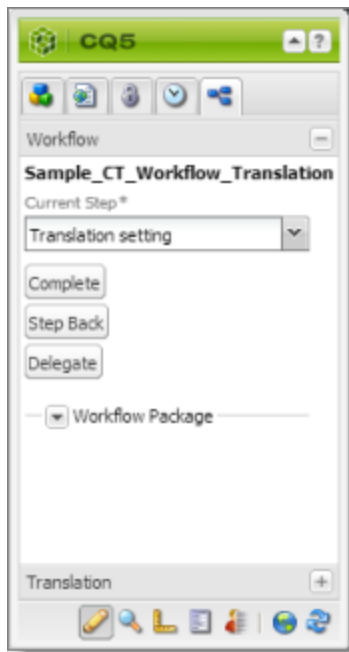 CQ5
?
Workflow
Sample_CT_Workflow_Translation
Current Step*
Translation setting
Complete
Step Back
Delegate
Workflow Package
Translation